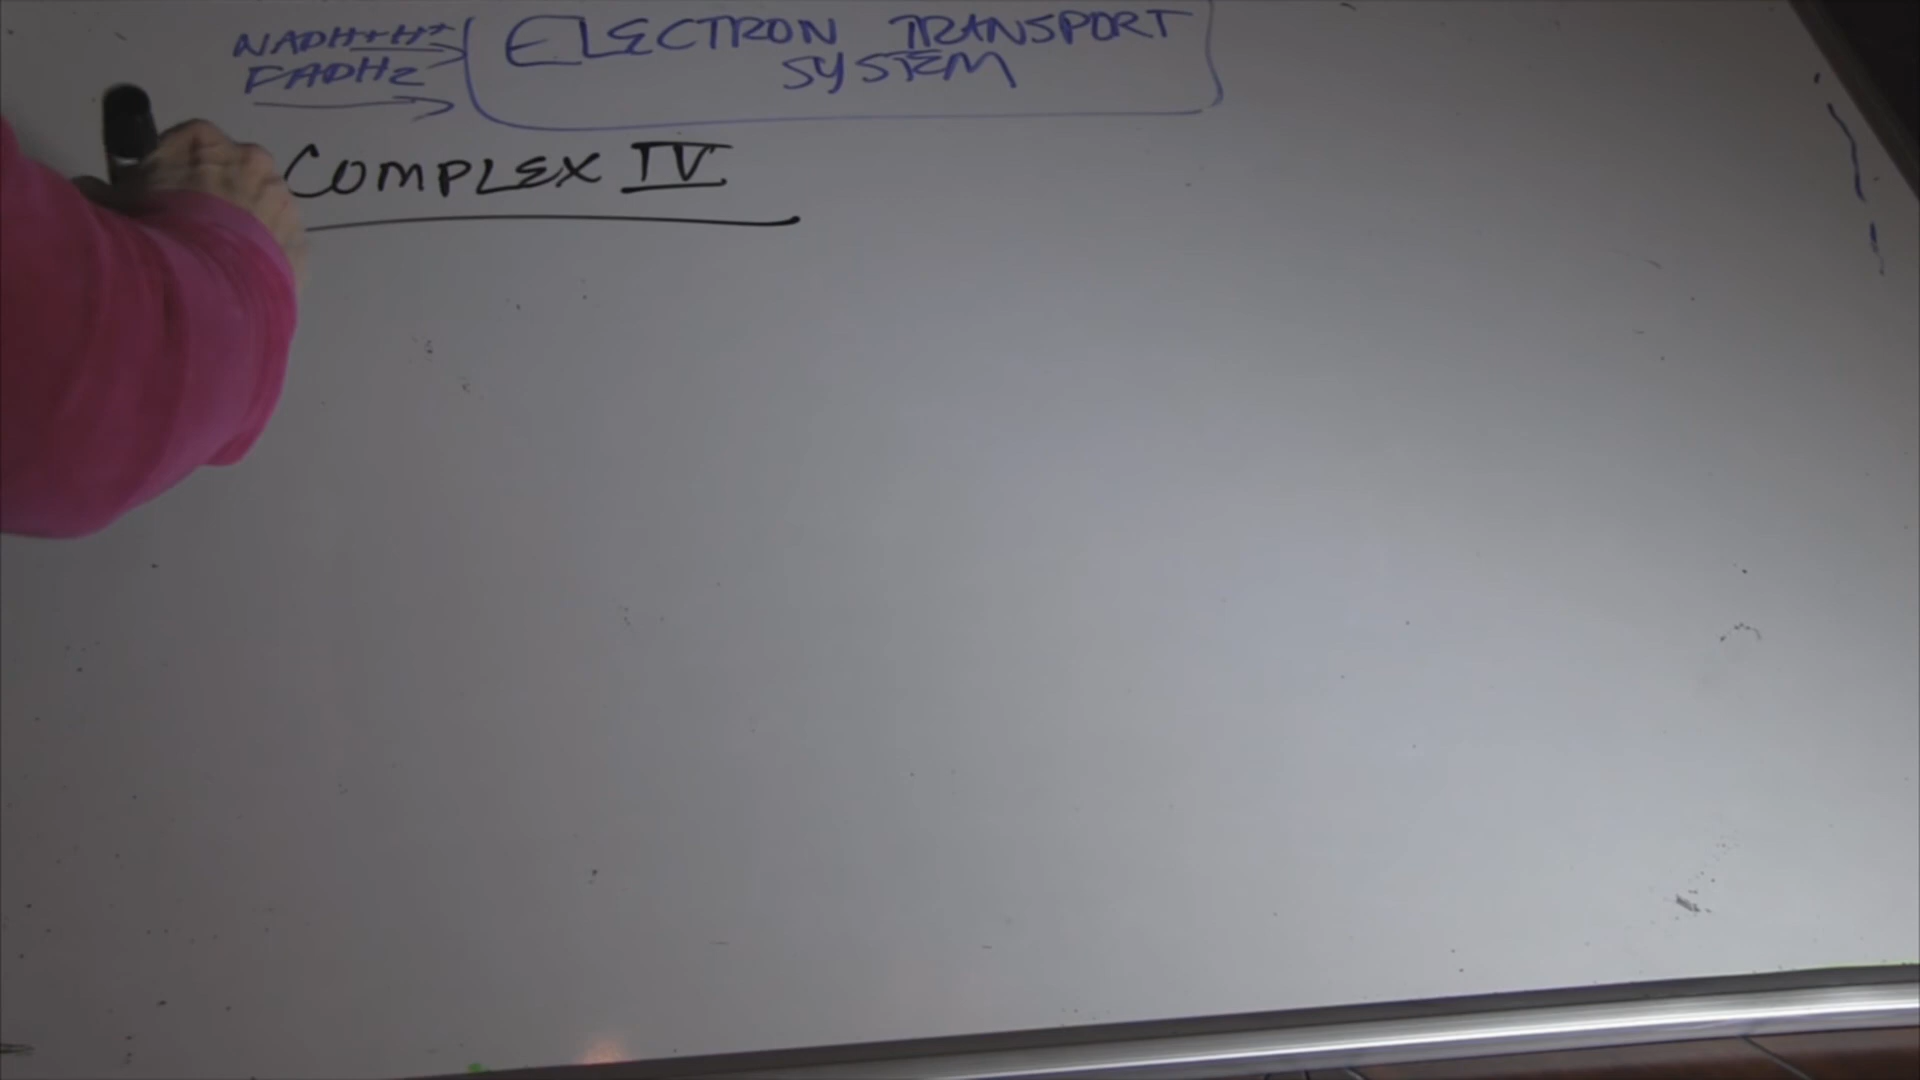 NADH+H+
FADH2
ELECTRON TRANSPORT
SYSTEM
COMPLEX IV